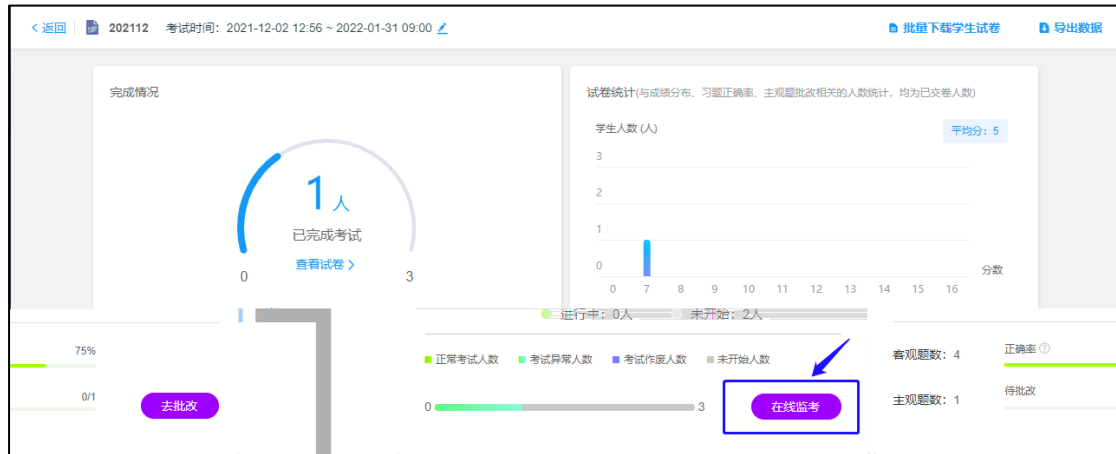 < 返回 202112 考试时间：2021-12-02 12:56 ~ 2022-01-31 09:00 批量下载学生试卷 导出数据
完成情况
1 人
已完成考试
查看试卷 >
0 3
试卷统计(与成绩分布、习题正确率、主观题批改相关的人数统计，均为已交卷人数)
学生人数 (人)
平均分：5
3
2
1
0
分数
0 7 8 9 10 11 12 13 14 15 16
进行中：0人 未开始：2人
75%
0/1
去批改
正常考试人数 考试异常人数 考试作废人数 未开始人数
0 3
在线监考
客观题数：4 正确率 ?
主观题数：1 待批改